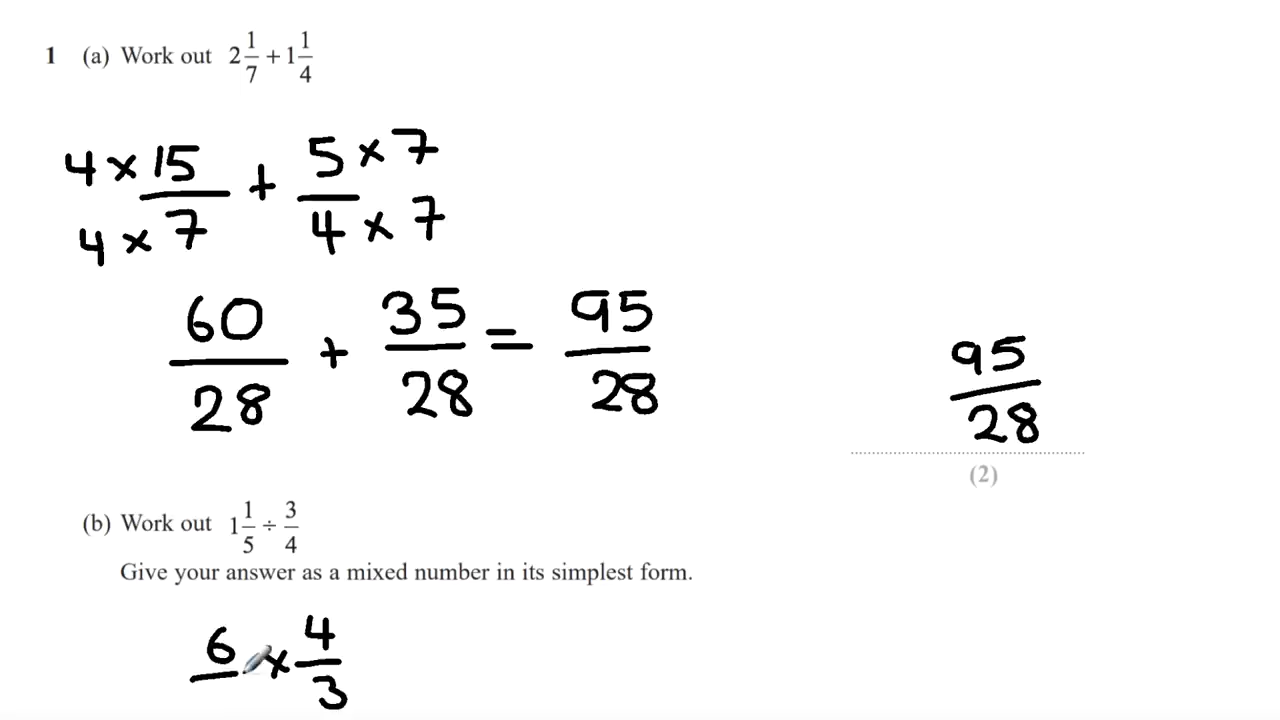 1 (a) Work out 2 1/7 + 1 1/4
4 × 15 / 4 × 7 + 5 × 7 / 4 × 7
60/28 + 35/28 = 95/28
95/28
(2)
(b) Work out 1 1/5 ÷ 3/4
Give your answer as a mixed number in its simplest form.
6/ × 4/3